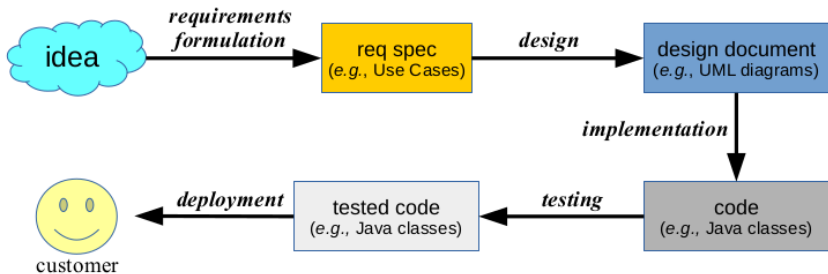 idea
requirements
formulation
req spec
(e.g., Use Cases)
design
design document
(e.g., UML diagrams)
implementation
code
(e.g., Java classes)
testing
tested code
(e.g., Java classes)
deployment
customer